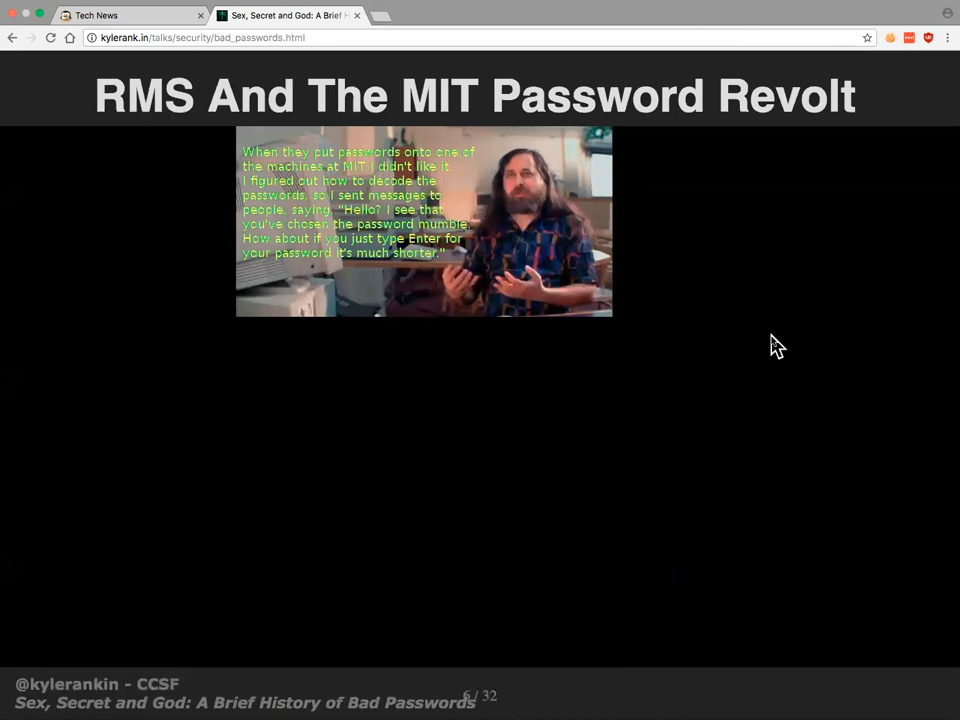 Tech News
Sex, Secret and God: A Brief H
kylerank.in/talks/security/bad_passwords.html
RMS And The MIT Password Revolt
When they put passwords onto one of
the machines at MIT I didn't like it.
I figured out how to decode the
passwords, so I sent messages to
people, saying, "Hello? I see that
you've chosen the password mumble.
How about if you just type Enter for
your password it's much shorter."
@kylerankin - CCSF
Sex, Secret and God: A Brief History of Bad Passwords
6 / 32